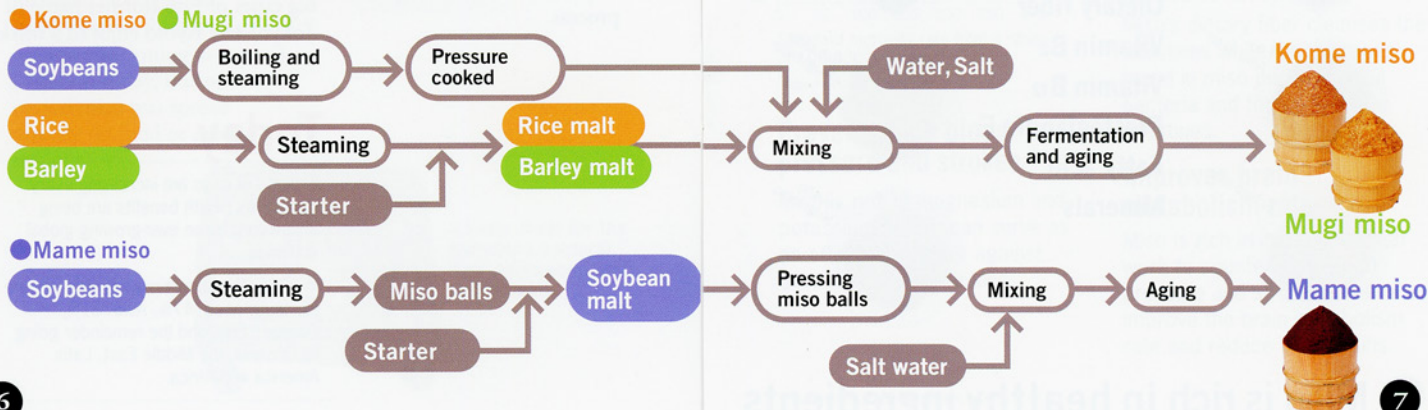 Kome miso Mugi miso
Soybeans
Boiling and
steaming
Pressure
cooked
Water, Salt
Kome miso
Rice
Barley
Steaming
Starter
Rice malt
Barley malt
Mixing
Fermentation
and aging
Mugi miso
Mame miso
Soybeans
Steaming
Miso balls
Starter
Soybean
malt
Pressing
miso balls
Mixing
Salt water
Aging
Mame miso
6
7